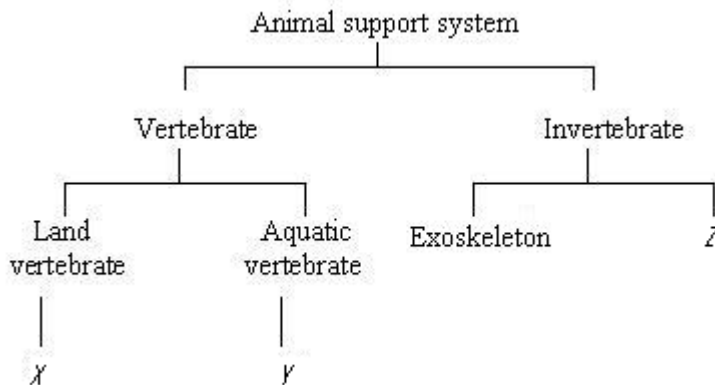 Animal support system
Vertebrate
Invertebrate
Land
vertebrate
Aquatic
vertebrate
Exoskeleton
Z
X
Y